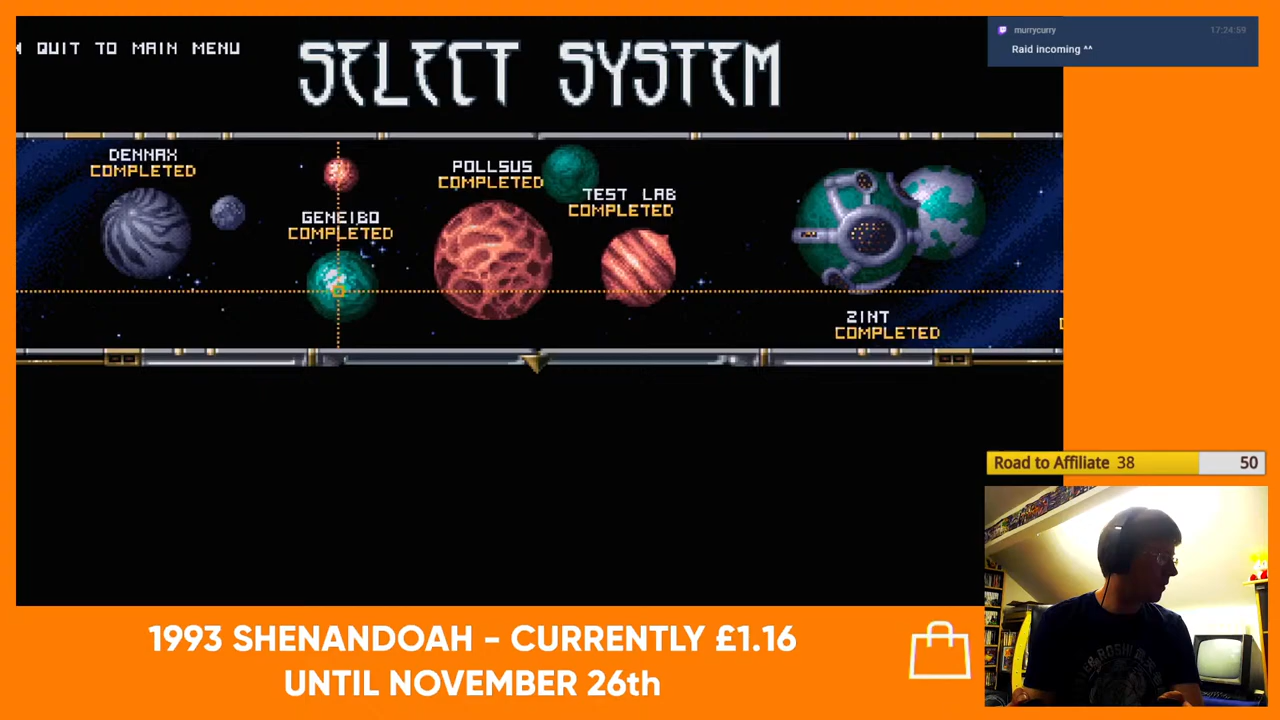 QUIT TO MAIN MENU
SELECT SYSTEM
murrycurry
17:24:59
Raid incoming ^^
DENNAX
COMPLETED
GENEIBO
COMPLETED
POLLSUS
COMPLETED
TEST LAB
COMPLETED
ZINT
COMPLETED
Road to Affiliate 38
50
1993 SHENANDOAH - CURRENTLY £1.16
UNTIL NOVEMBER 26th